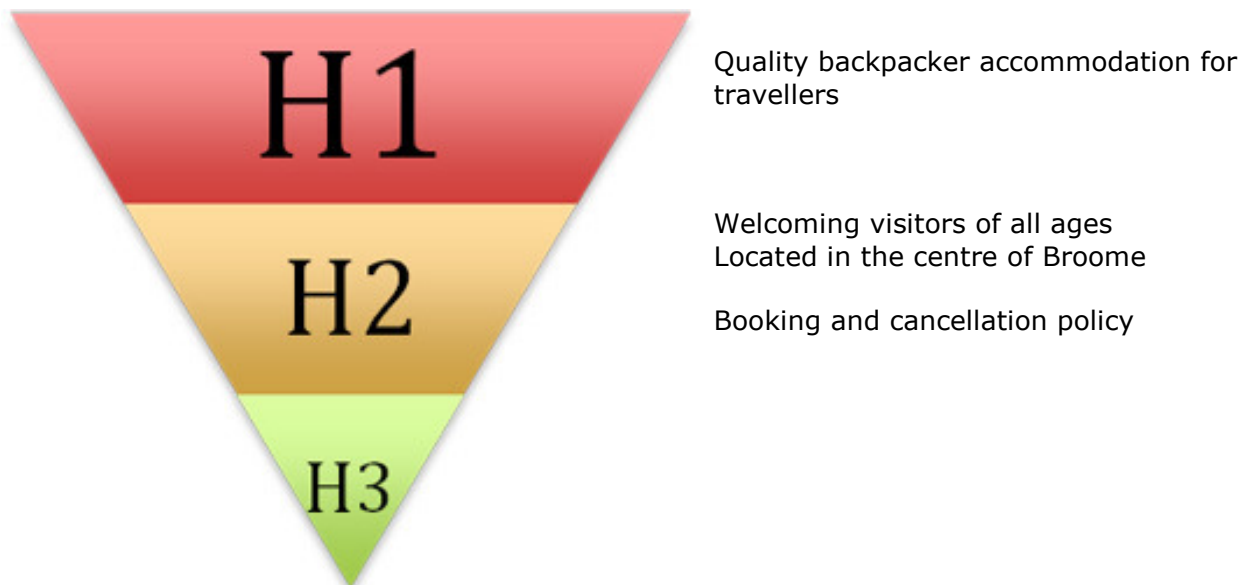 H1
Quality backpacker accommodation for
travellers
H2
Welcoming visitors of all ages
Located in the centre of Broome
Booking and cancellation policy
H3